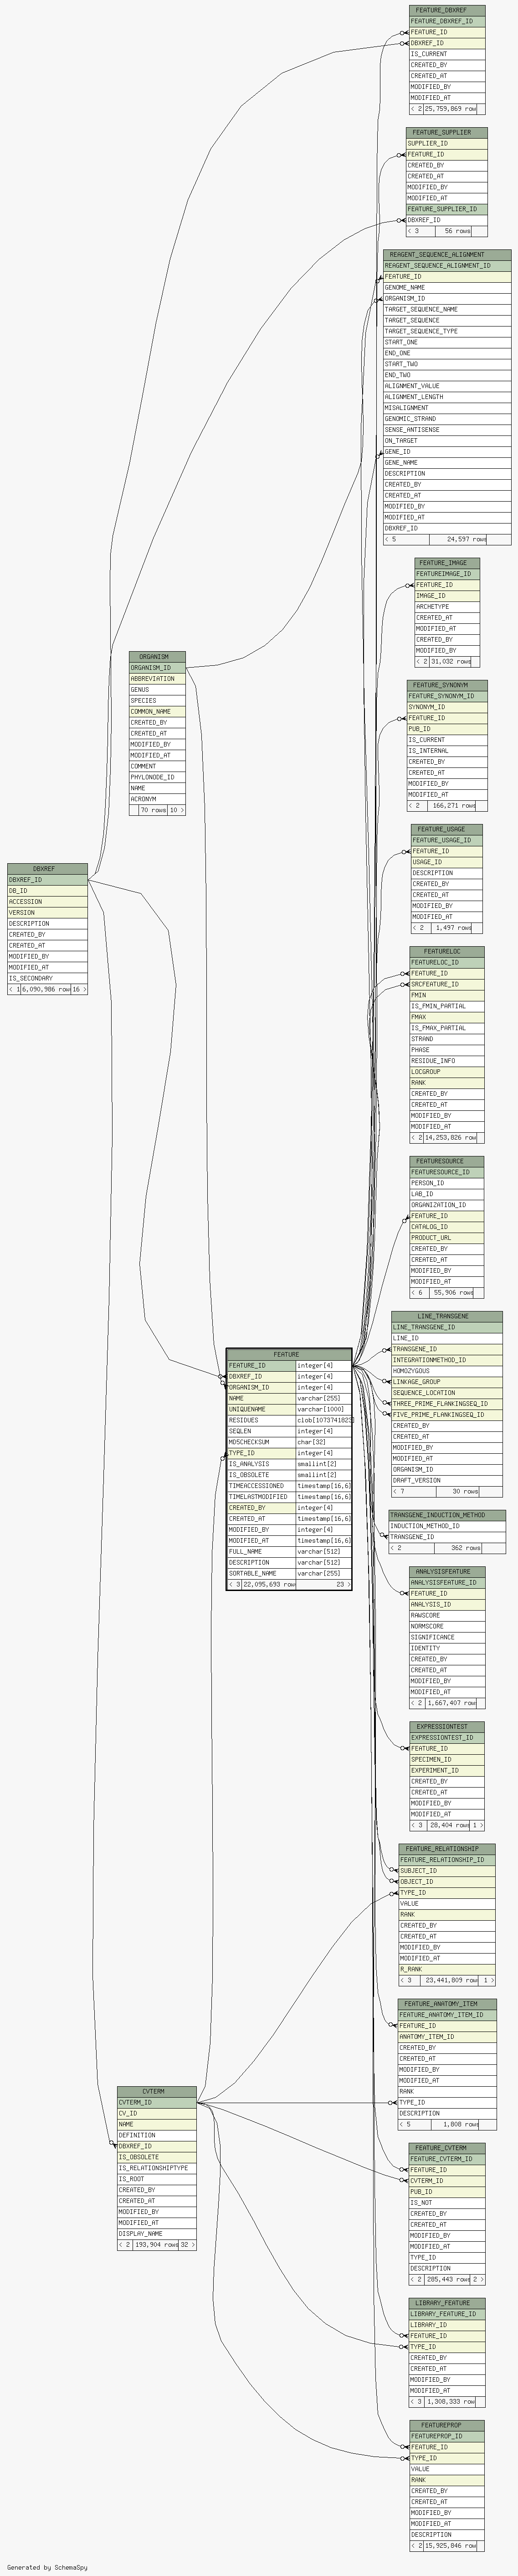 FEATURE_DBXREF
FEATURE_DBXREF_ID
FEATURE_ID
DBXREF_ID
IS_CURRENT
CREATED_BY
CREATED_AT
MODIFIED_BY
MODIFIED_AT
< 2 25,759,869 row
FEATURE_SUPPLIER
SUPPLIER_ID
FEATURE_ID
CREATED_BY
CREATED_AT
MODIFIED_BY
MODIFIED_AT
FEATURE_SUPPLIER_ID
DBXREF_ID
< 3 56 rows
REAGENT_SEQUENCE_ALIGNMENT
REAGENT_SEQUENCE_ALIGNMENT_ID
FEATURE_ID
GENOME_NAME
ORGANISM_ID
TARGET_SEQUENCE_NAME
TARGET_SEQUENCE
TARGET_SEQUENCE_TYPE
START_ONE
END_ONE
START_TWO
END_TWO
ALIGNMENT_VALUE
ALIGNMENT_LENGTH
MISALIGNMENT
GENOMIC_STRAND
SENSE_ANTISENSE
ON_TARGET
GENE_ID
GENE_NAME
DESCRIPTION
CREATED_BY
CREATED_AT
MODIFIED_BY
MODIFIED_AT
DBXREF_ID
< 5 24,597 rows
FEATURE_IMAGE
FEATUREIMAGE_ID
FEATURE_ID
IMAGE_ID
ARCHETYPE
CREATED_AT
MODIFIED_AT
CREATED_BY
MODIFIED_BY
< 2 31,032 rows
ORGANISM
ORGANISM_ID
ABBREVIATION
GENUS
SPECIES
COMMON_NAME
CREATED_BY
CREATED_AT
MODIFIED_BY
MODIFIED_AT
COMMENT
PHYLONODE_ID
NAME
ACRONYM
70 rows 10 >
FEATURE_SYNONYM
FEATURE_SYNONYM_ID
SYNONYM_ID
FEATURE_ID
PUB_ID
IS_CURRENT
IS_INTERNAL
CREATED_BY
CREATED_AT
MODIFIED_BY
MODIFIED_AT
< 2 166,271 rows
FEATURE_USAGE
FEATURE_USAGE_ID
FEATURE_ID
USAGE_ID
DESCRIPTION
CREATED_BY
CREATED_AT
MODIFIED_BY
MODIFIED_AT
< 2 1,497 rows
DBXREF
DBXREF_ID
DB_ID
ACCESSION
VERSION
DESCRIPTION
CREATED_BY
CREATED_AT
MODIFIED_BY
MODIFIED_AT
IS_SECONDARY
< 1 6,090,986 row 16 >
FEATURELOC
FEATURELOC_ID
FEATURE_ID
SRCFEATURE_ID
FMIN
IS_FMIN_PARTIAL
FMAX
IS_FMAX_PARTIAL
STRAND
PHASE
RESIDUE_INFO
LOCGROUP
RANK
CREATED_BY
CREATED_AT
MODIFIED_BY
MODIFIED_AT
< 2 14,253,826 row
FEATURESOURCE
FEATURESOURCE_ID
PERSON_ID
LAB_ID
ORGANIZATION_ID
FEATURE_ID
CATALOG_ID
PRODUCT_URL
CREATED_BY
CREATED_AT
MODIFIED_BY
MODIFIED_AT
< 6 55,906 rows
LINE_TRANSGENE
LINE_TRANSGENE_ID
LINE_ID
TRANSGENE_ID
INTEGRATIONMETHOD_ID
HOMOZYGOUS
LINKAGE_GROUP
SEQUENCE_LOCATION
THREE_PRIME_FLANKINGSEQ_ID
FIVE_PRIME_FLANKINGSEQ_ID
CREATED_BY
CREATED_AT
MODIFIED_BY
MODIFIED_AT
ORGANISM_ID
DRAFT_VERSION
< 7 30 rows
FEATURE
FEATURE_ID integer[4]
DBXREF_ID integer[4]
ORGANISM_ID integer[4]
NAME varchar[255]
UNIQUENAME varchar[1000]
RESIDUES clob[1073741823]
SEQLEN integer[4]
MD5CHECKSUM char[32]
TYPE_ID integer[4]
IS_ANALYSIS smallint[2]
IS_OBSOLETE smallint[2]
TIMEACCESSIONED timestamp[16,6]
TIMELASTMODIFIED timestamp[16,6]
CREATED_BY integer[4]
CREATED_AT timestamp[16,6]
MODIFIED_BY integer[4]
MODIFIED_AT timestamp[16,6]
FULL_NAME varchar[512]
DESCRIPTION varchar[512]
SORTABLE_NAME varchar[255]
< 3 22,095,693 row 23 >
TRANSGENE_INDUCTION_METHOD
INDUCTION_METHOD_ID
TRANSGENE_ID
< 2 362 rows
ANALYSISFEATURE
ANALYSISFEATURE_ID
FEATURE_ID
ANALYSIS_ID
RAWSCORE
NORMSCORE
SIGNIFICANCE
IDENTITY
CREATED_BY
CREATED_AT
MODIFIED_BY
MODIFIED_AT
< 2 1,667,407 row
EXPRESSIONTEST
EXPRESSIONTEST_ID
FEATURE_ID
SPECIMEN_ID
EXPERIMENT_ID
CREATED_BY
CREATED_AT
MODIFIED_BY
MODIFIED_AT
< 3 28,404 rows 1 >
FEATURE_RELATIONSHIP
FEATURE_RELATIONSHIP_ID
SUBJECT_ID
OBJECT_ID
TYPE_ID
VALUE
RANK
CREATED_BY
CREATED_AT
MODIFIED_BY
MODIFIED_AT
R_RANK
< 3 23,441,809 row 1 >
FEATURE_ANATOMY_ITEM
FEATURE_ANATOMY_ITEM_ID
FEATURE_ID
ANATOMY_ITEM_ID
CREATED_BY
CREATED_AT
MODIFIED_BY
MODIFIED_AT
RANK
TYPE_ID
DESCRIPTION
< 5 1,808 rows
CVTERM
CVTERM_ID
CV_ID
NAME
DEFINITION
DBXREF_ID
IS_OBSOLETE
IS_RELATIONSHIPTYPE
IS_ROOT
CREATED_BY
CREATED_AT
MODIFIED_BY
MODIFIED_AT
DISPLAY_NAME
< 2 193,904 rows 32 >
FEATURE_CVTERM
FEATURE_CVTERM_ID
FEATURE_ID
CVTERM_ID
PUB_ID
IS_NOT
CREATED_BY
CREATED_AT
MODIFIED_BY
MODIFIED_AT
TYPE_ID
DESCRIPTION
< 2 285,443 rows 2 >
LIBRARY_FEATURE
LIBRARY_FEATURE_ID
LIBRARY_ID
FEATURE_ID
TYPE_ID
CREATED_BY
CREATED_AT
MODIFIED_BY
MODIFIED_AT
< 3 1,308,333 row
FEATUREPROP
FEATUREPROP_ID
FEATURE_ID
TYPE_ID
VALUE
RANK
CREATED_BY
CREATED_AT
MODIFIED_BY
MODIFIED_AT
DESCRIPTION
< 2 15,925,846 row
Generated by SchemaSpy